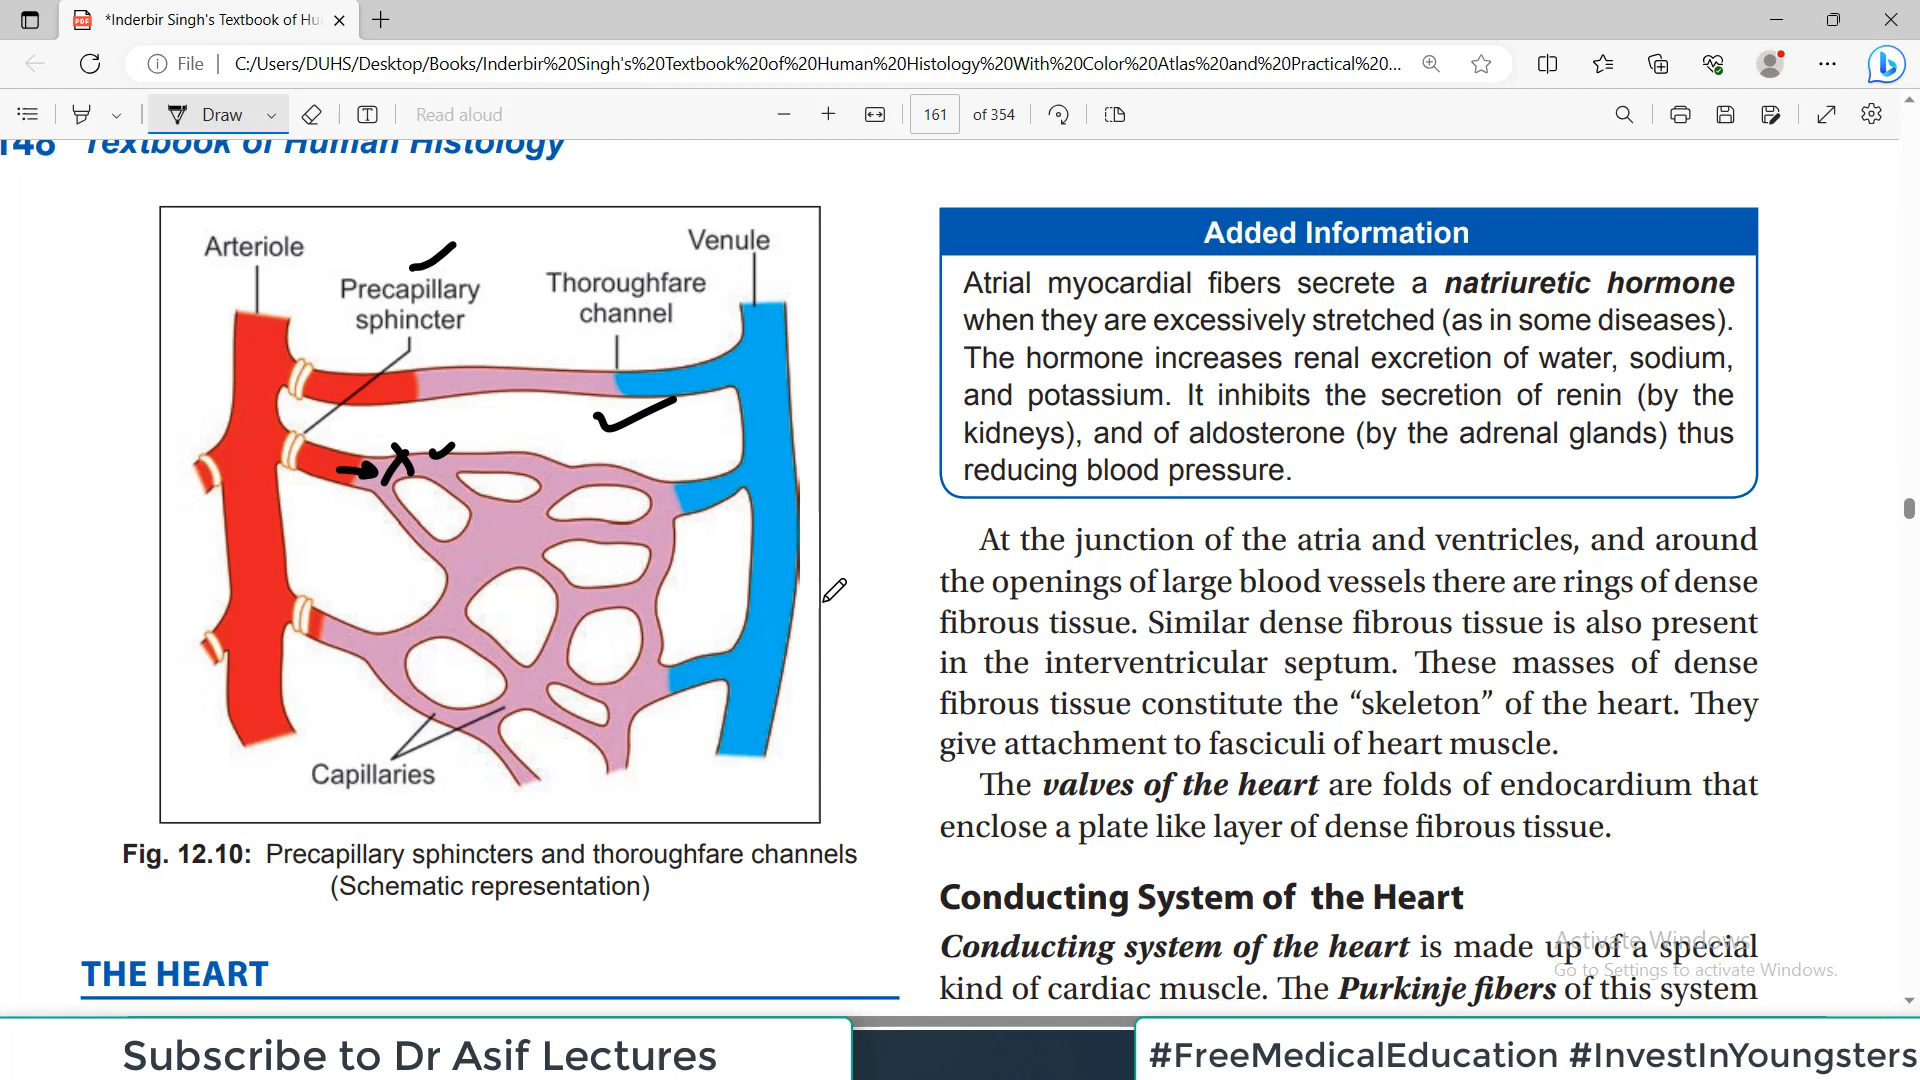 *Inderbir Singh's Textbook of Hu
File
C:/Users/DUHS/Desktop/Books/Inderbir%20Singh's%20Textbook%20of%20Human%20Histology%20With%20Color%20Atlas%20and%20Practical%20...
Draw
Read aloud
161 of 354
148 Textbook of Human Histology
Arteriole
Venule
Precapillary
sphincter
Thoroughfare
channel
Capillaries
Fig. 12.10: Precapillary sphincters and thoroughfare channels
(Schematic representation)
THE HEART
Added Information
Atrial myocardial fibers secrete a natriuretic hormone
when they are excessively stretched (as in some diseases).
The hormone increases renal excretion of water, sodium,
and potassium. It inhibits the secretion of renin (by the
kidneys), and of aldosterone (by the adrenal glands) thus
reducing blood pressure.
At the junction of the atria and ventricles, and around
the openings of large blood vessels there are rings of dense
fibrous tissue. Similar dense fibrous tissue is also present
in the interventricular septum. These masses of dense
fibrous tissue constitute the “skeleton” of the heart. They
give attachment to fasciculi of heart muscle.
The valves of the heart are folds of endocardium that
enclose a plate like layer of dense fibrous tissue.
Conducting System of the Heart
Conducting system of the heart is made up of a special
kind of cardiac muscle. The Purkinje fibers of this system
Activate Windows
Go to Settings to activate Windows.
Subscribe to Dr Asif Lectures
#FreeMedicalEducation #InvestInYoungsters